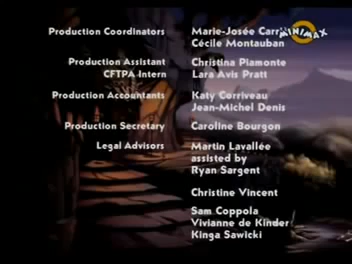 Production Coordinators Marie-Josée
MINIMAX
Cécile Montauban
Production Assistant Christina Piamonte
CFTPA Intern Lara Avis Pratt
Production Accountants Katy Corriveau
Jean-Michel Denis
Production Secretary Caroline Bourgon
Legal Advisors Martin Lavallée
assisted by
Ryan Sargent
Christine Vincent
Sam Coppola
Vivianne de Kinder
Kinga Sawicki